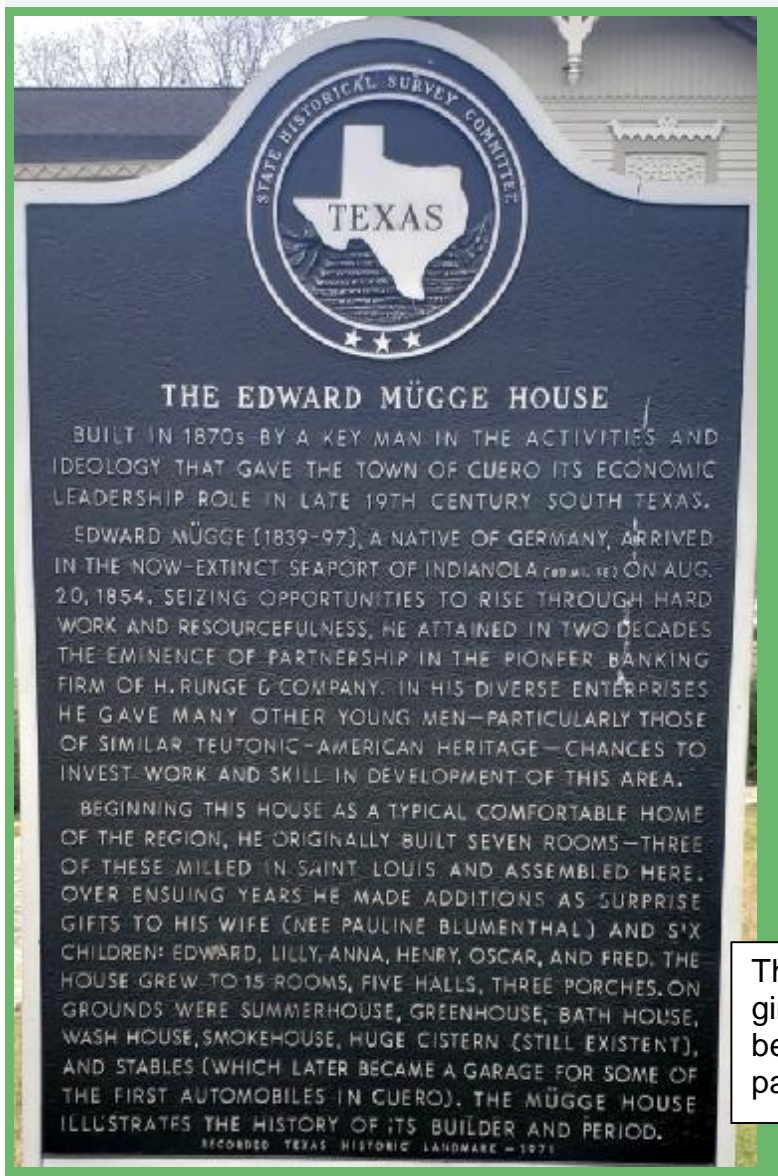 STATE HISTORICAL SURVEY COMMITTEE
TEXAS
THE EDWARD MÜGGE HOUSE
BUILT IN 1870s BY A KEY MAN IN THE ACTIVITIES AND
IDEOLOGY THAT GAVE THE TOWN OF CUERO ITS ECONOMIC
LEADERSHIP ROLE IN LATE 19TH CENTURY SOUTH TEXAS.
EDWARD MÜGGE (1839-97), A NATIVE OF GERMANY, ARRIVED
IN THE NOW-EXTINCT SEAPORT OF INDIANOLA ( MI. SE) ON AUG.
20, 1854. SEIZING OPPORTUNITIES TO RISE THROUGH HARD
WORK AND RESOURCEFULNESS, HE ATTAINED IN TWO DECADES
THE EMINENCE OF PARTNERSHIP IN THE PIONEER BANKING
FIRM OF H. RUNGE & COMPANY. IN HIS DIVERSE ENTERPRISES
HE GAVE MANY OTHER YOUNG MEN—PARTICULARLY THOSE
OF SIMILAR TEUTONIC-AMERICAN HERITAGE—CHANCES TO
INVEST WORK AND SKILL IN DEVELOPMENT OF THIS AREA.
BEGINNING THIS HOUSE AS A TYPICAL COMFORTABLE HOME
OF THE REGION, HE ORIGINALLY BUILT SEVEN ROOMS—THREE
OF THESE MILLED IN SAINT LOUIS AND ASSEMBLED HERE.
OVER ENSUING YEARS HE MADE ADDITIONS AS SURPRISE
GIFTS TO HIS WIFE (NEE PAULINE BLUMENTHAL) AND SIX
CHILDREN: EDWARD, LILLY, ANNA, HENRY, OSCAR, AND FRED. THE
HOUSE GREW TO 15 ROOMS, FIVE HALLS, THREE PORCHES. ON
GROUNDS WERE SUMMERHOUSE, GREENHOUSE, BATH HOUSE,
WASH HOUSE, SMOKEHOUSE, HUGE CISTERN (STILL EXISTENT),
AND STABLES (WHICH LATER BECAME A GARAGE FOR SOME OF
THE FIRST AUTOMOBILES IN CUERO). THE MÜGGE HOUSE
ILLUSTRATES THE HISTORY OF ITS BUILDER AND PERIOD.
RECORDED TEXAS HISTORIC LANDMARK - 1971
Th
be
pa